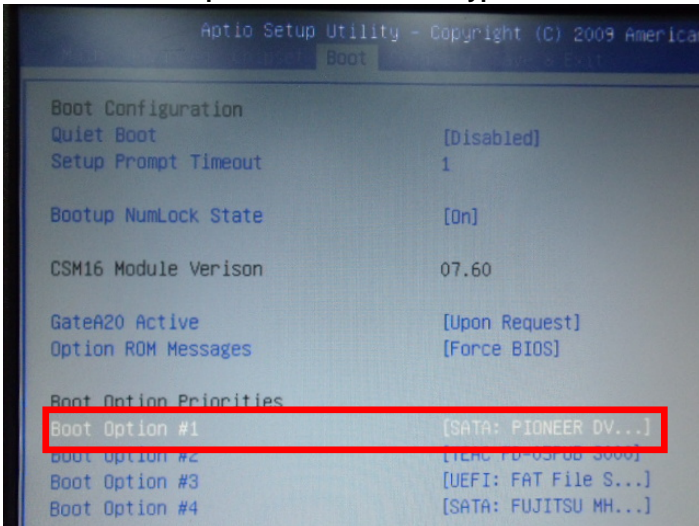 Aptio Setup Utility - Copyright (C) 2009 America
Boot
Boot Configuration
Quiet Boot [Disabled]
Setup Prompt Timeout 1
Bootup NumLock State [On]
CSM16 Module Verison 07.60
GateA20 Active [Upon Request]
Option ROM Messages [Force BIOS]
Boot Option Priorities
Boot Option #1 [SATA: PIONEER DV...]
Boot Option #2
Boot Option #3 [UEFI: FAT File S...]
Boot Option #4 [SATA: FUJITSU MH...]